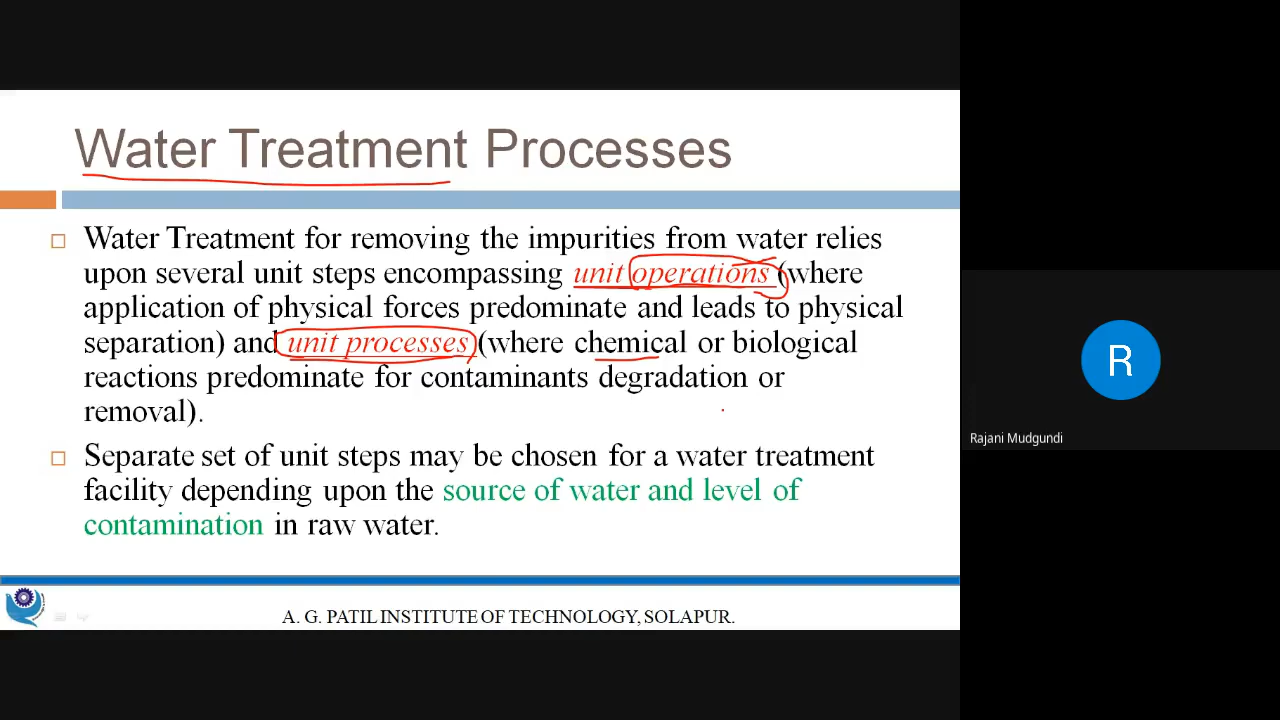 Water Treatment Processes
Water Treatment for removing the impurities from water relies
upon several unit steps encompassing unit operations (where
application of physical forces predominate and leads to physical
separation) and unit processes (where chemical or biological
reactions predominate for contaminants degradation or
removal).
Separate set of unit steps may be chosen for a water treatment
facility depending upon the source of water and level of
contamination in raw water.
A. G. PATIL INSTITUTE OF TECHNOLOGY, SOLAPUR.
R
Rajani Mudgundi